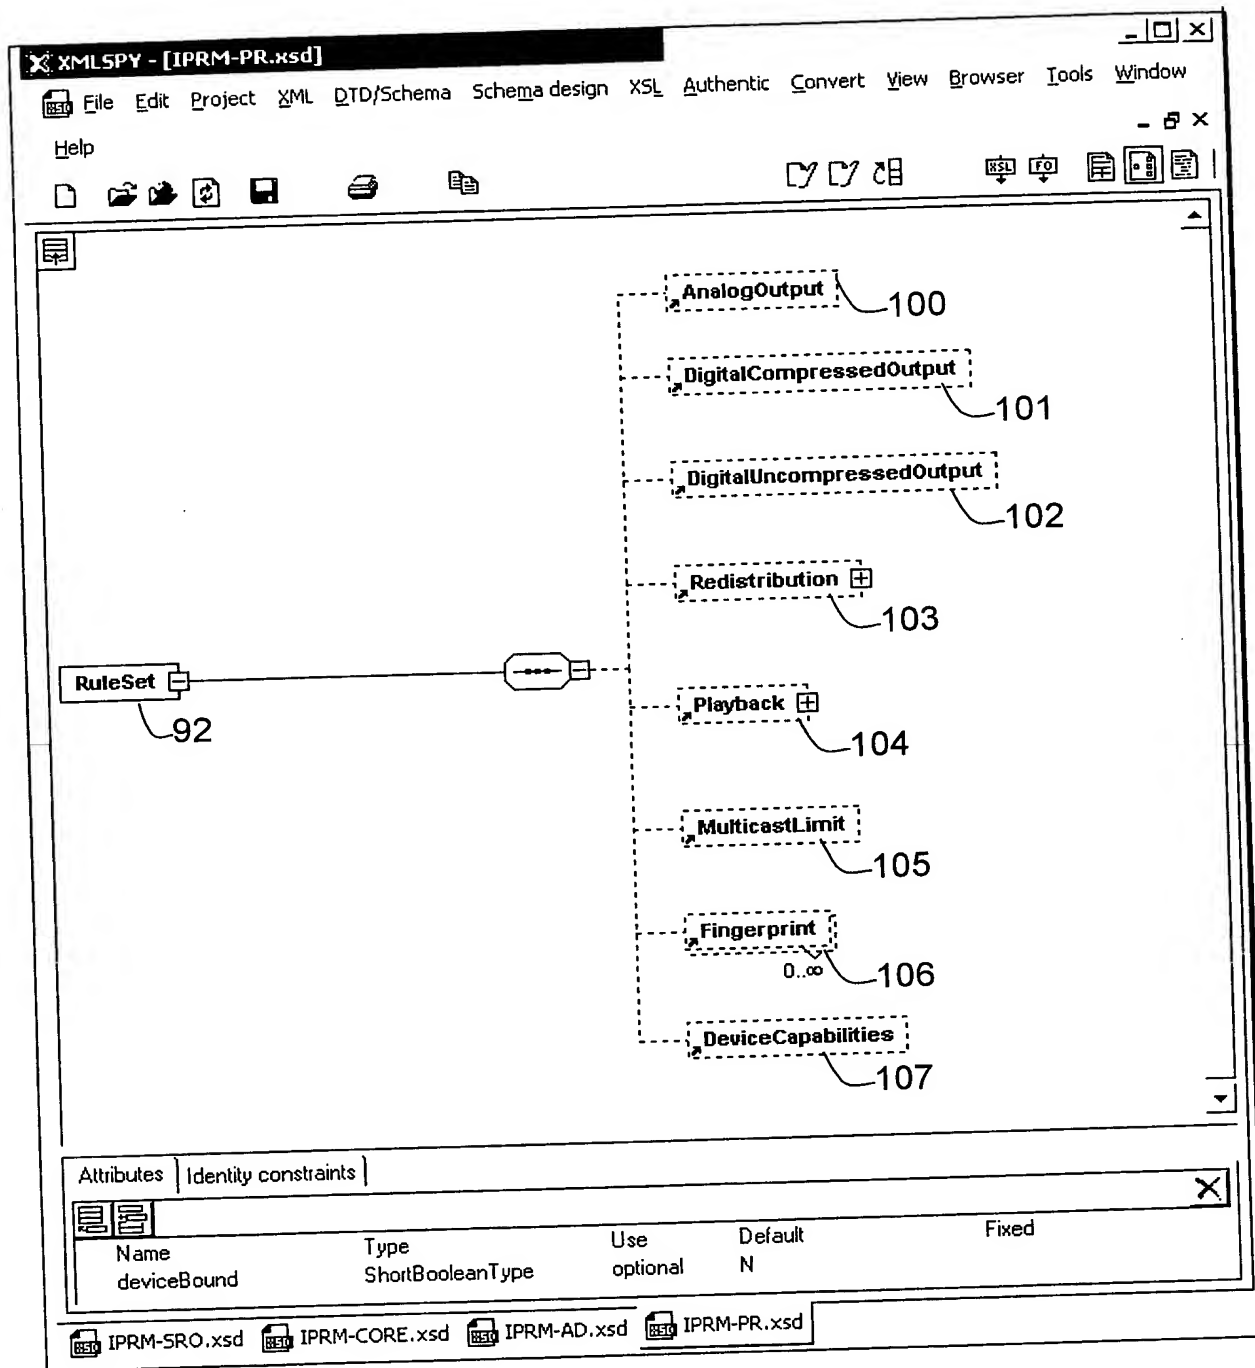 XMLSPY - [IPRM-PR.xsd]
File Edit Project XML DTD/Schema Schema design XSL Authentic Convert View Browser Tools Window
Help
XSL FO
AnalogOutput
100
DigitalCompressedOutput
101
DigitalUncompressedOutput
102
Redistribution
103
RuleSet
92
Playback
104
MulticastLimit
105
Fingerprint
0..∞
106
DeviceCapabilities
107
Attributes Identity constraints
Name Type Use Default Fixed
deviceBound ShortBooleanType optional N
IPRM-SRO.xsd IPRM-CORE.xsd IPRM-AD.xsd IPRM-PR.xsd